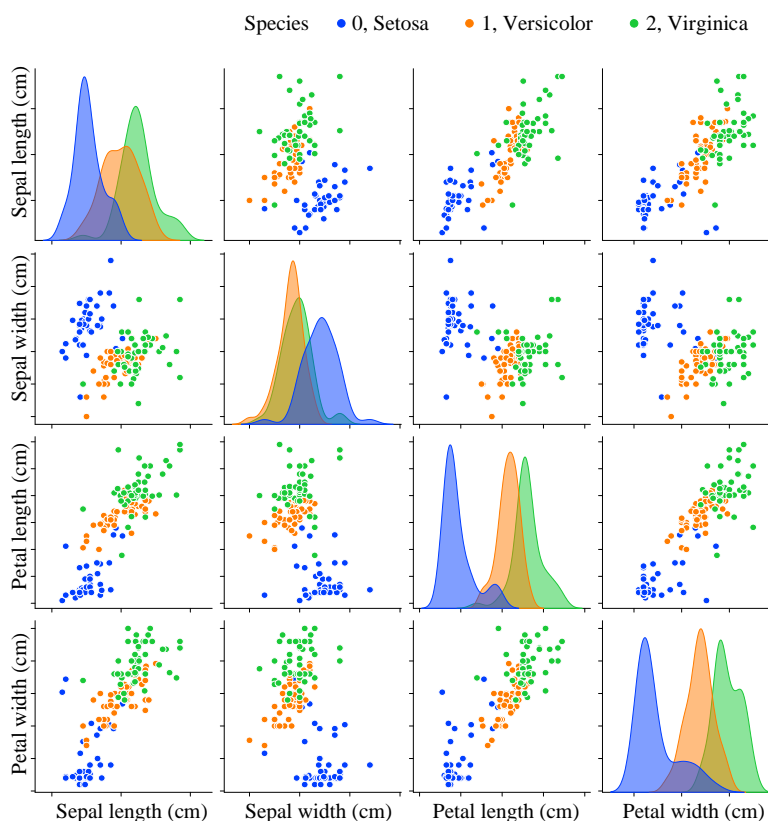 Species 0, Setosa 1, Versicolor 2, Virginica
Sepal length (cm)
Sepal width (cm)
Petal length (cm)
Petal width (cm)
Sepal length (cm) Sepal width (cm) Petal length (cm) Petal width (cm)